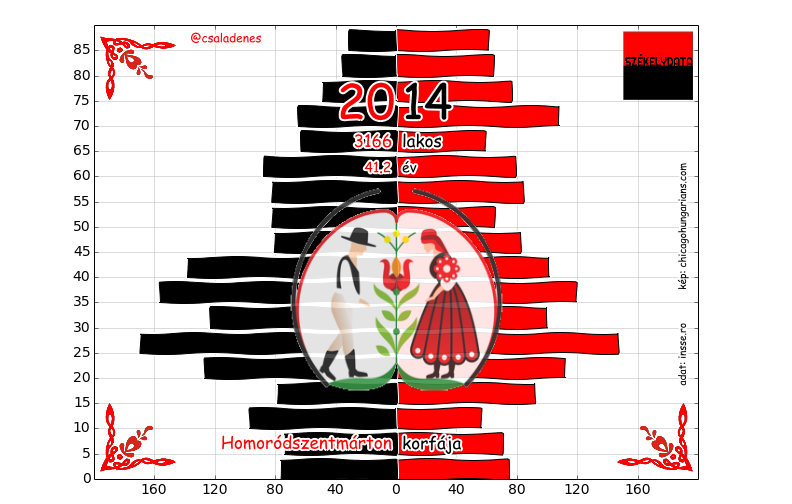 @csaladenes
SZÉKELYDATA
2014
3166 lakos
41,2 év
kép: chicagohungarians.com
adat: insse.ro
Homoródszentmárton korfája
85
80
75
70
65
60
55
50
45
40
35
30
25
20
15
10
5
0
160 120 80 40 0 40 80 120 160